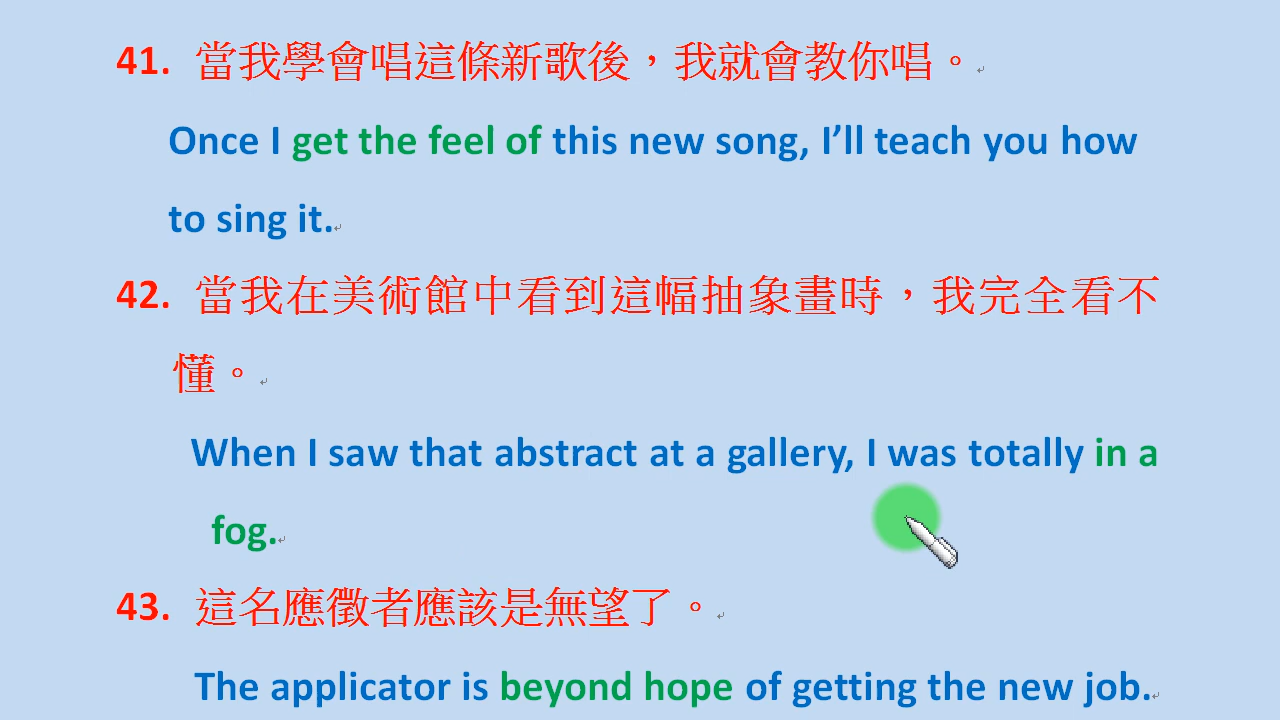 41. 當我學會唱這條新歌後，我就會教你唱。
Once I get the feel of this new song, I’ll teach you how
to sing it.
42. 當我在美術館中看到這幅抽象畫時，我完全看不
懂。
When I saw that abstract at a gallery, I was totally in a
fog.
43. 這名應徵者應該是無望了。
The applicator is beyond hope of getting the new job.